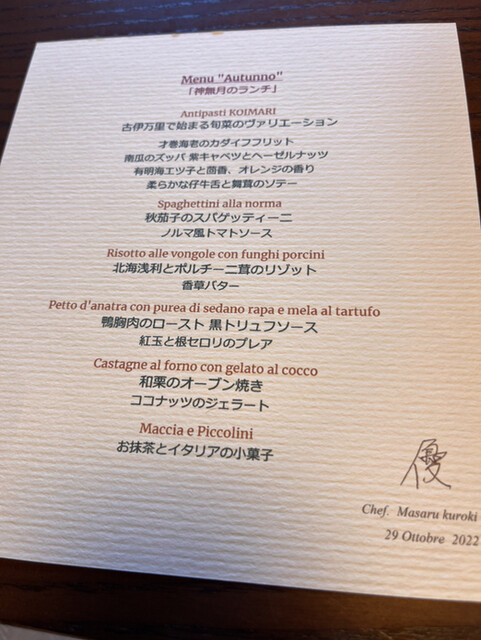 Menu "Autunno"
「神無月のランチ」
Antipasti KOIMARI
古伊万里で始まる旬菜のヴァリエーション
才巻海老のカダイフフリット
南瓜のズッパ 紫キャベツとヘーゼルナッツ
有明海エツ子と茴香、オレンジの香り
柔らかな仔牛舌と舞茸のソテー
Spaghettini alla norma
秋茄子のスパゲッティーニ
ノルマ風トマトソース
Risotto alle vongole con funghi porcini
北海浅利とポルチーニ茸のリゾット
香草バター
Petto d'anatra con purea di sedano rapa e mela al tartufo
鴨胸肉のロースト 黒トリュフソース
紅玉と根セロリのプレア
Castagne al forno con gelato al cocco
和栗のオーブン焼き
ココナッツのジェラート
Maccia e Piccolini
お抹茶とイタリアの小菓子
優
Chef. Masaru kuroki
29 Ottobre 2022